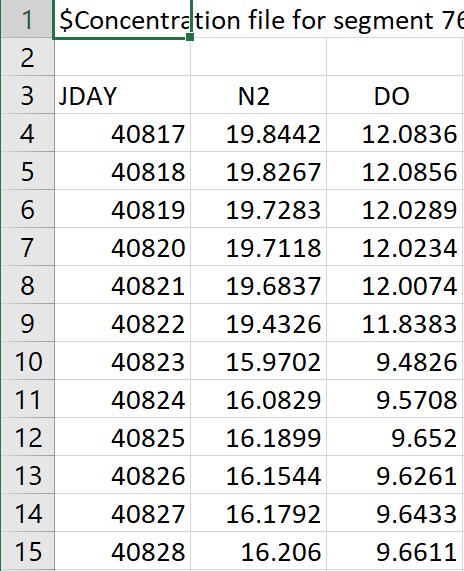 1 $Concentration file for segment 76
2
3 JDAY N2 DO
4 40817 19.8442 12.0836
5 40818 19.8267 12.0856
6 40819 19.7283 12.0289
7 40820 19.7118 12.0234
8 40821 19.6837 12.0074
9 40822 19.4326 11.8383
10 40823 15.9702 9.4826
11 40824 16.0829 9.5708
12 40825 16.1899 9.652
13 40826 16.1544 9.6261
14 40827 16.1792 9.6433
15 40828 16.206 9.6611